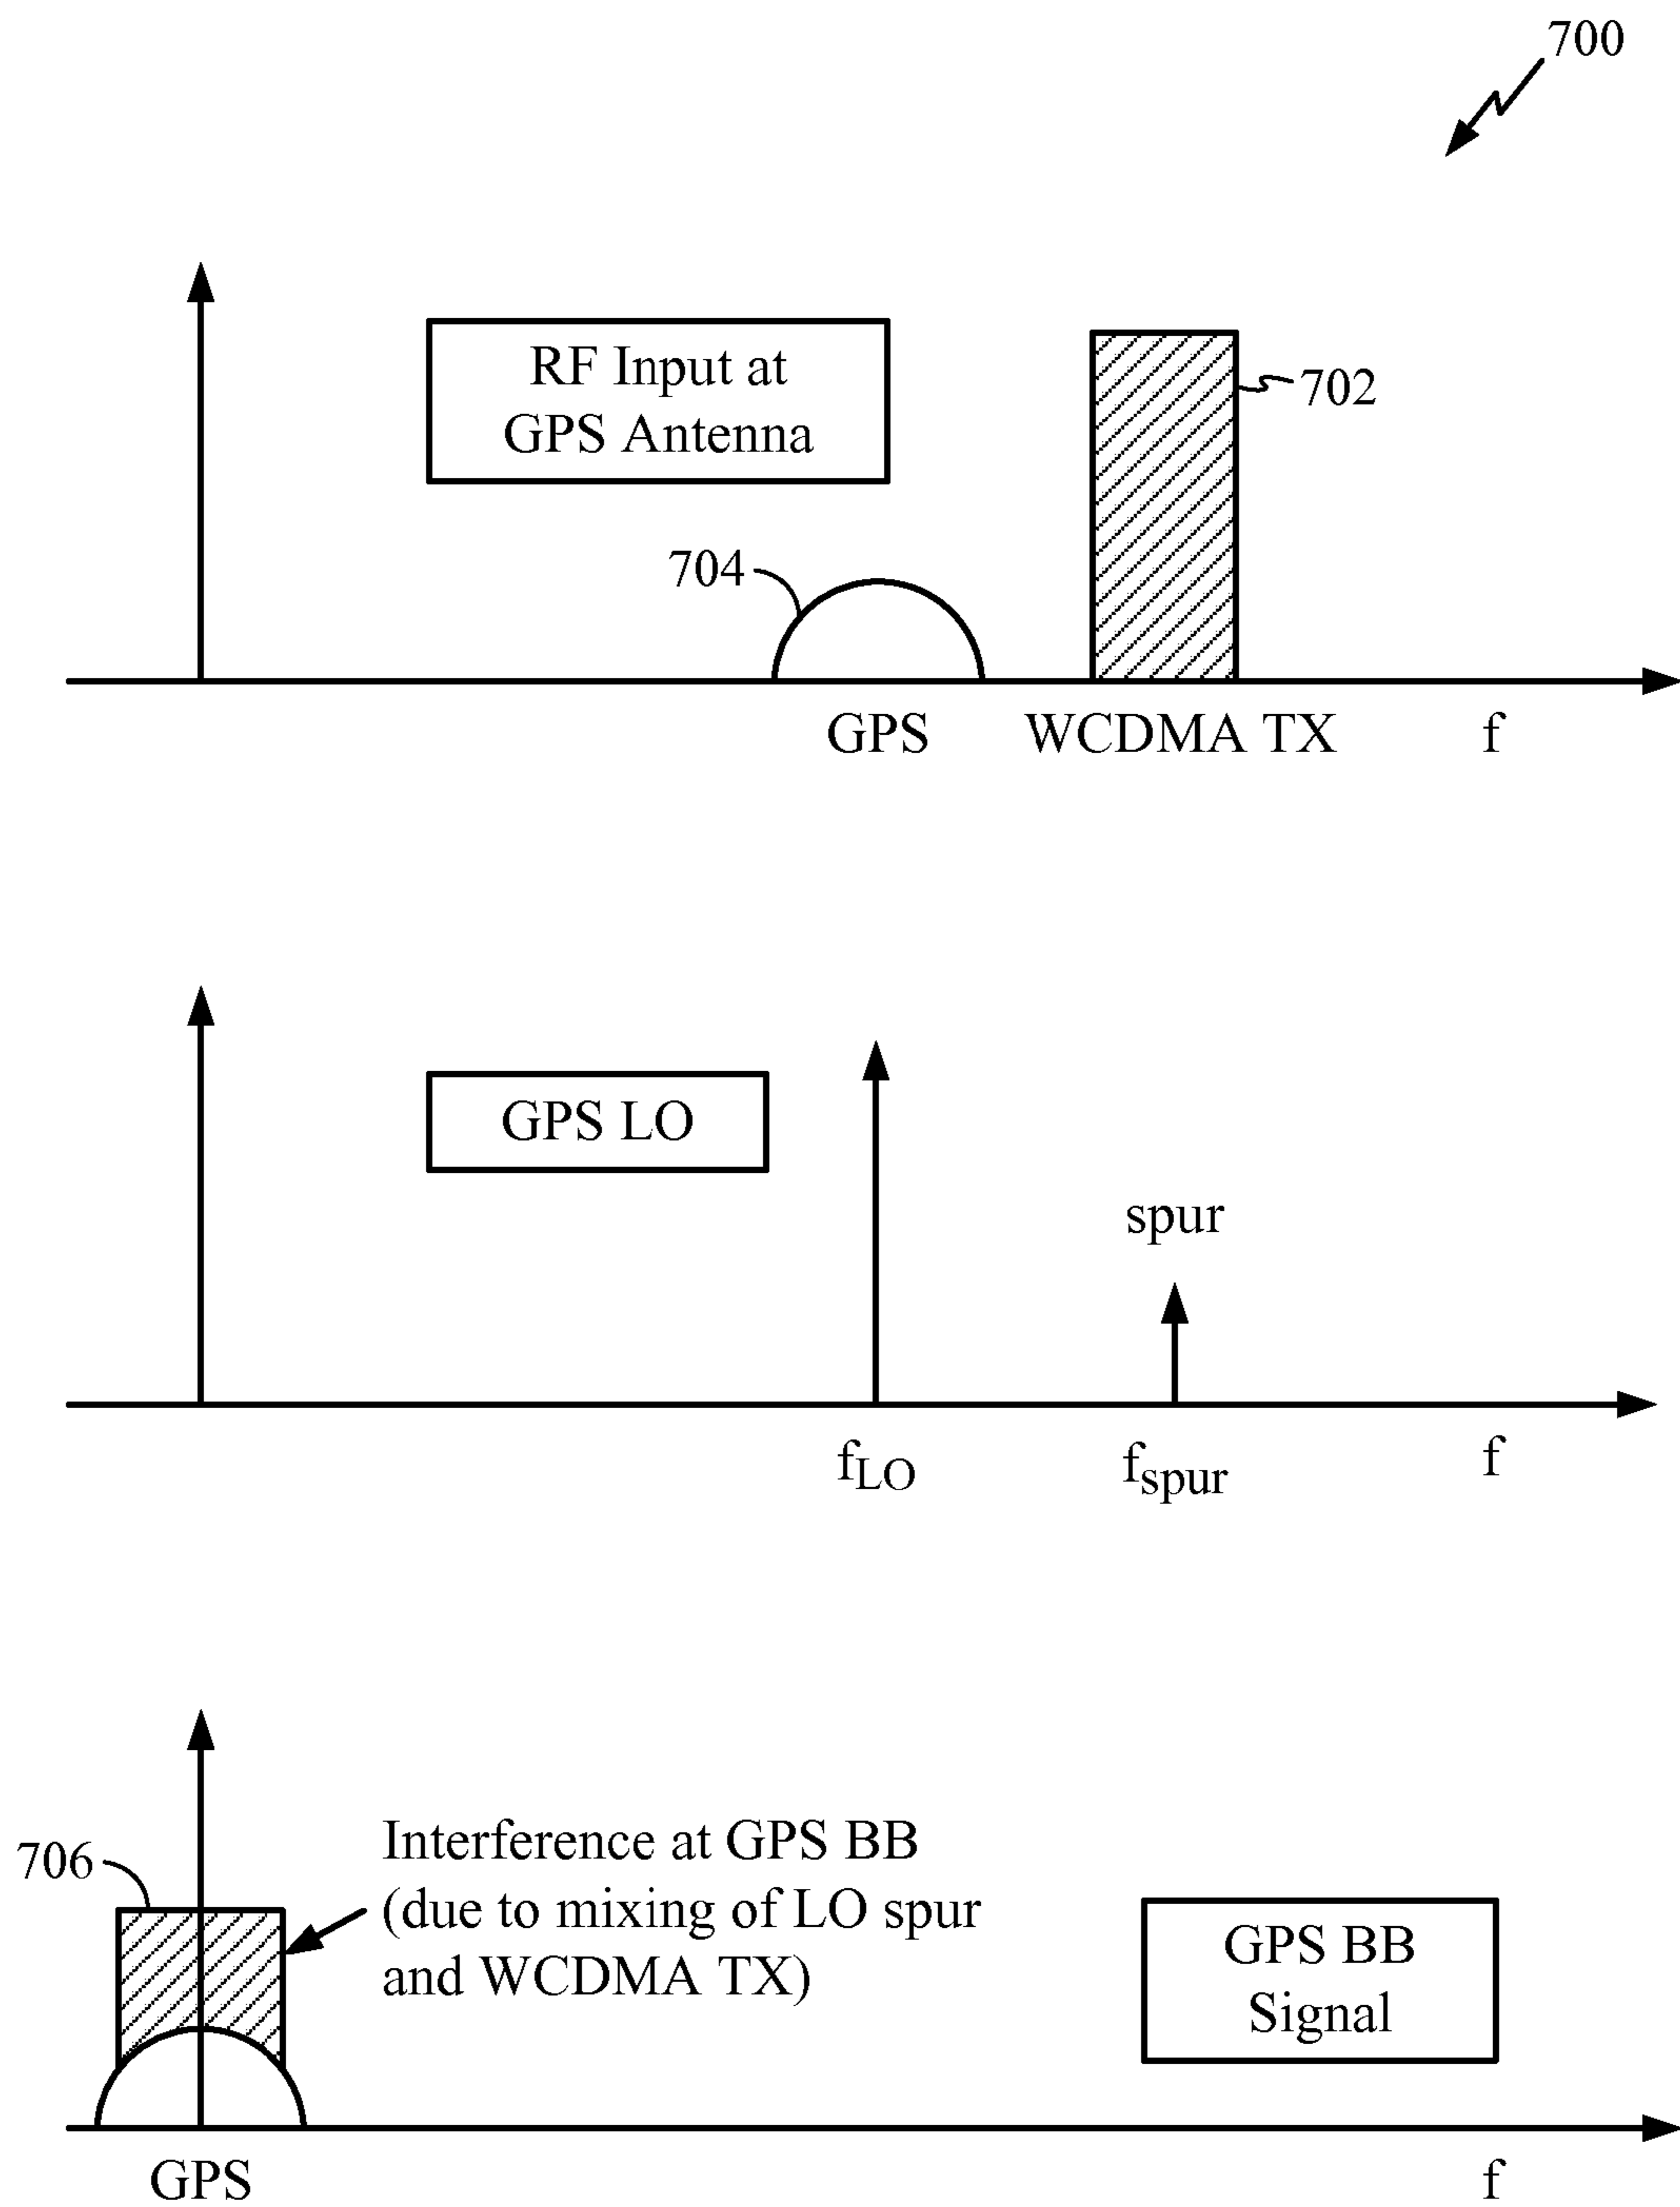 700
RF Input at
GPS Antenna
702
704
GPS
WCDMA TX
f
GPS LO
spur
fLO
fspur
f
706
Interference at GPS BB
(due to mixing of LO spur
and WCDMA TX)
GPS BB
Signal
GPS
f